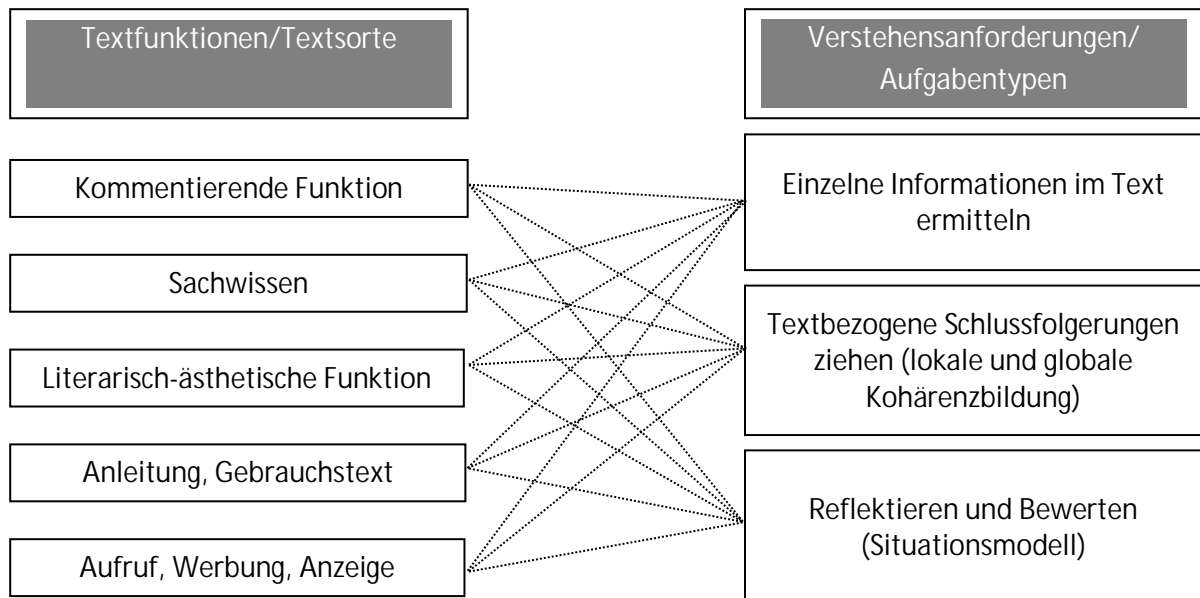 Textfunktionen/Textsorte
Verstehensanforderungen/
Aufgabentypen
Kommentierende Funktion
Sachwissen
Literarisch-ästhetische Funktion
Anleitung, Gebrauchstext
Aufruf, Werbung, Anzeige
Einzelne Informationen im Text
ermitteln
Textbezogene Schlussfolgerungen
ziehen (lokale und globale
Kohärenzbildung)
Reflektieren und Bewerten
(Situationsmodell)